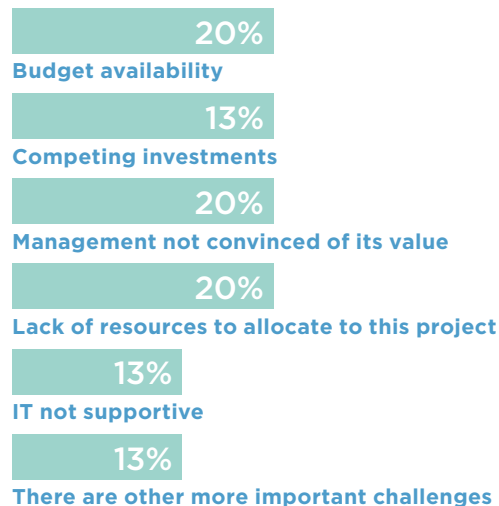 20%
Budget availability
13%
Competing investments
20%
Management not convinced of its value
20%
Lack of resources to allocate to this project
13%
IT not supportive
13%
There are other more important challenges